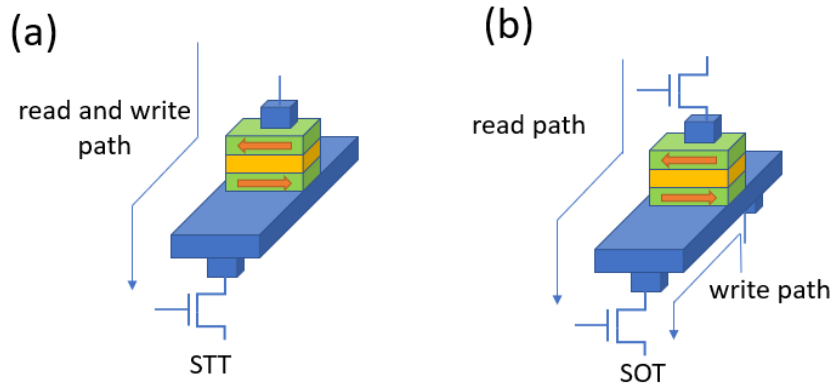 (a)
read and write
path
STT
(b)
read path
write path
SOT